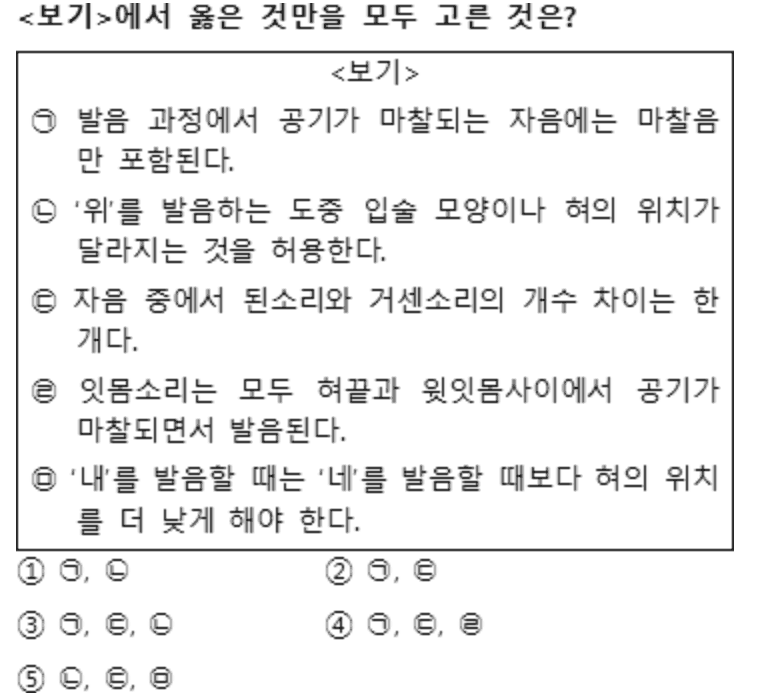 <보기>에서 옳은 것만을 모두 고른 것은?
<보기>
㉠ 발음 과정에서 공기가 마찰되는 자음에는 마찰음
만 포함된다.
㉡ '위'를 발음하는 도중 입술 모양이나 혀의 위치가
달라지는 것을 허용한다.
㉢ 자음 중에서 된소리와 거센소리의 개수 차이는 한
개다.
㉣ 잇몸소리는 모두 혀끝과 윗잇몸사이에서 공기가
마찰되면서 발음된다.
㉤ '내'를 발음할 때는 '네'를 발음할 때보다 혀의 위치
를 더 낮게 해야 한다.
① ㉠, ㉡ ② ㉠, ㉢
③ ㉠, ㉢, ㉡ ④ ㉠, ㉢, ㉣
⑤ ㉡, ㉢, ㉤